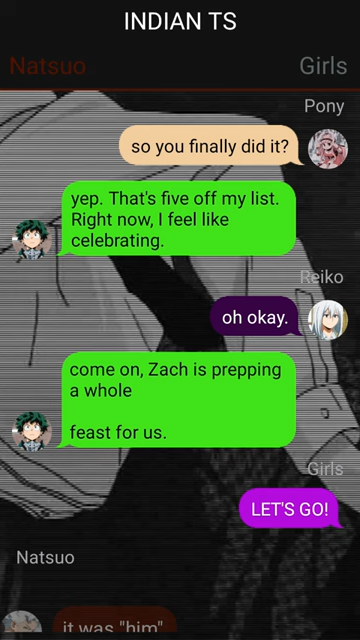 INDIAN TS
Natsuo
Girls
Pony
so you finally did it?
yep. That's five off my list.
Right now, I feel like
celebrating.
Reiko
oh okay.
come on, Zach is prepping
a whole
feast for us.
Girls
LET'S GO!
Natsuo
it was "him"